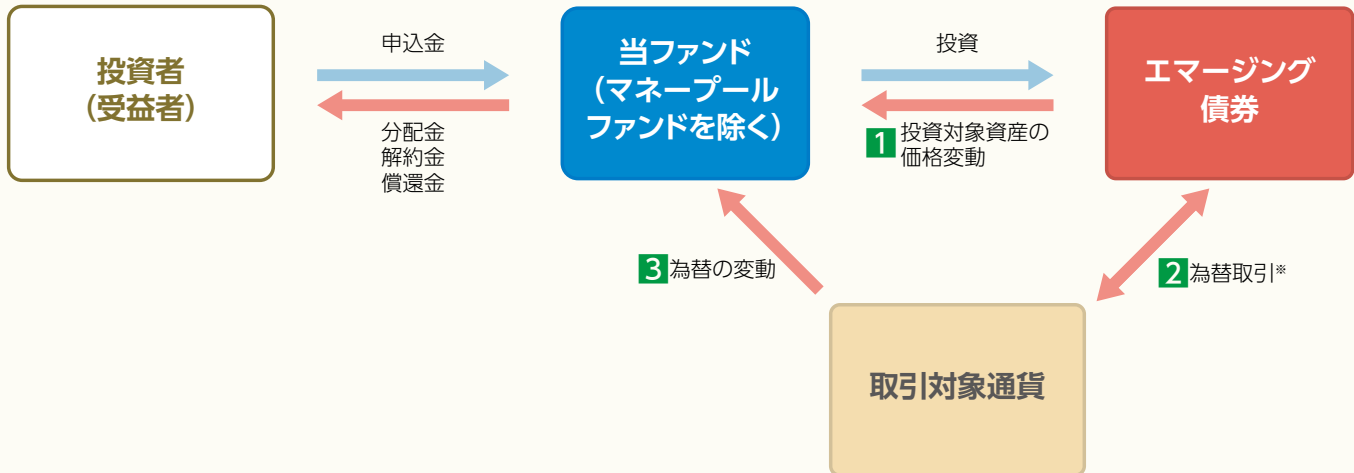 投資者
(受益者)
申込金
分配金
解約金
償還金
当ファンド
(マネープール
ファンドを除く)
投資
1 投資対象資産の
価格変動
エマージング
債券
3 為替の変動
2 為替取引※
取引対象通貨